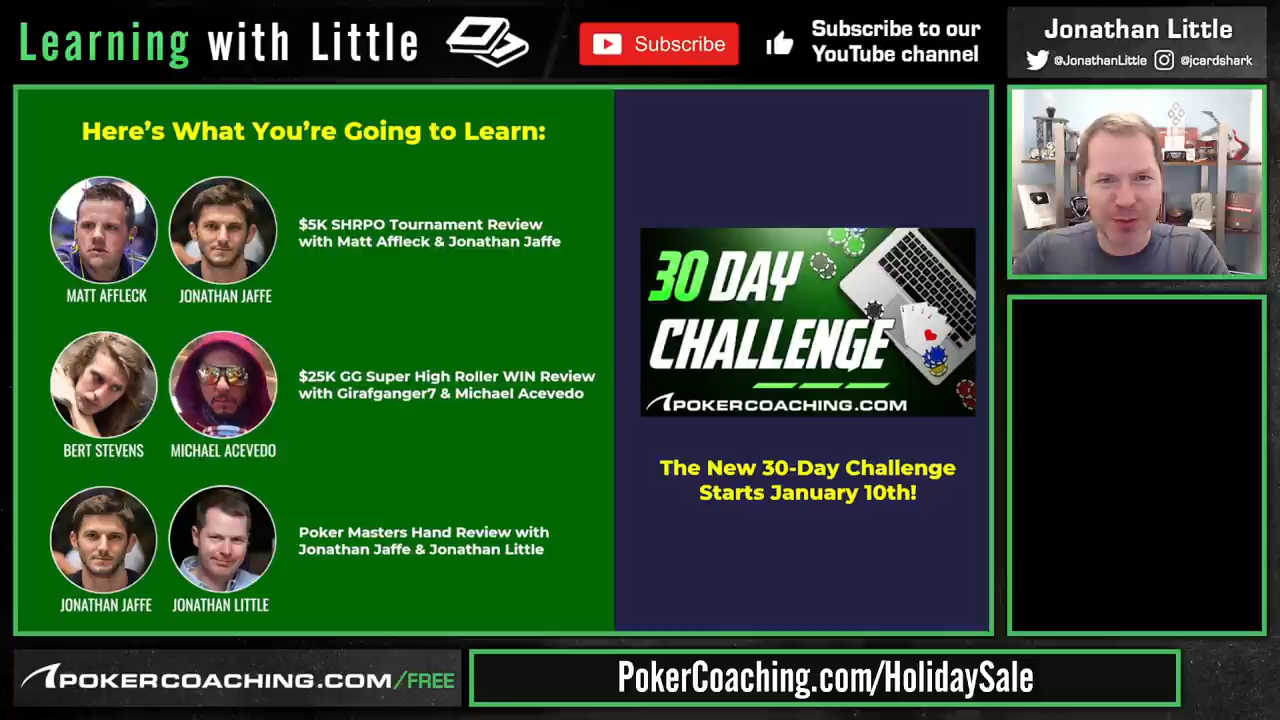 Learning with Little
Subscribe
Subscribe to our
YouTube channel
Jonathan Little
@JonathanLittle @jcardshark
Here's What You're Going to Learn:
$5K SHRPO Tournament Review
with Matt Affleck & Jonathan Jaffe
MATT AFFLECK JONATHAN JAFFE
$25K GG Super High Roller WIN Review
with Girafganger7 & Michael Acevedo
BERT STEVENS MICHAEL ACEVEDO
Poker Masters Hand Review with
Jonathan Jaffe & Jonathan Little
JONATHAN JAFFE JONATHAN LITTLE
30 DAY
CHALLENGE
POKERCOACHING.COM
The New 30-Day Challenge
Starts January 10th!
POKERCOACHING.COM/FREE
PokerCoaching.com/HolidaySale